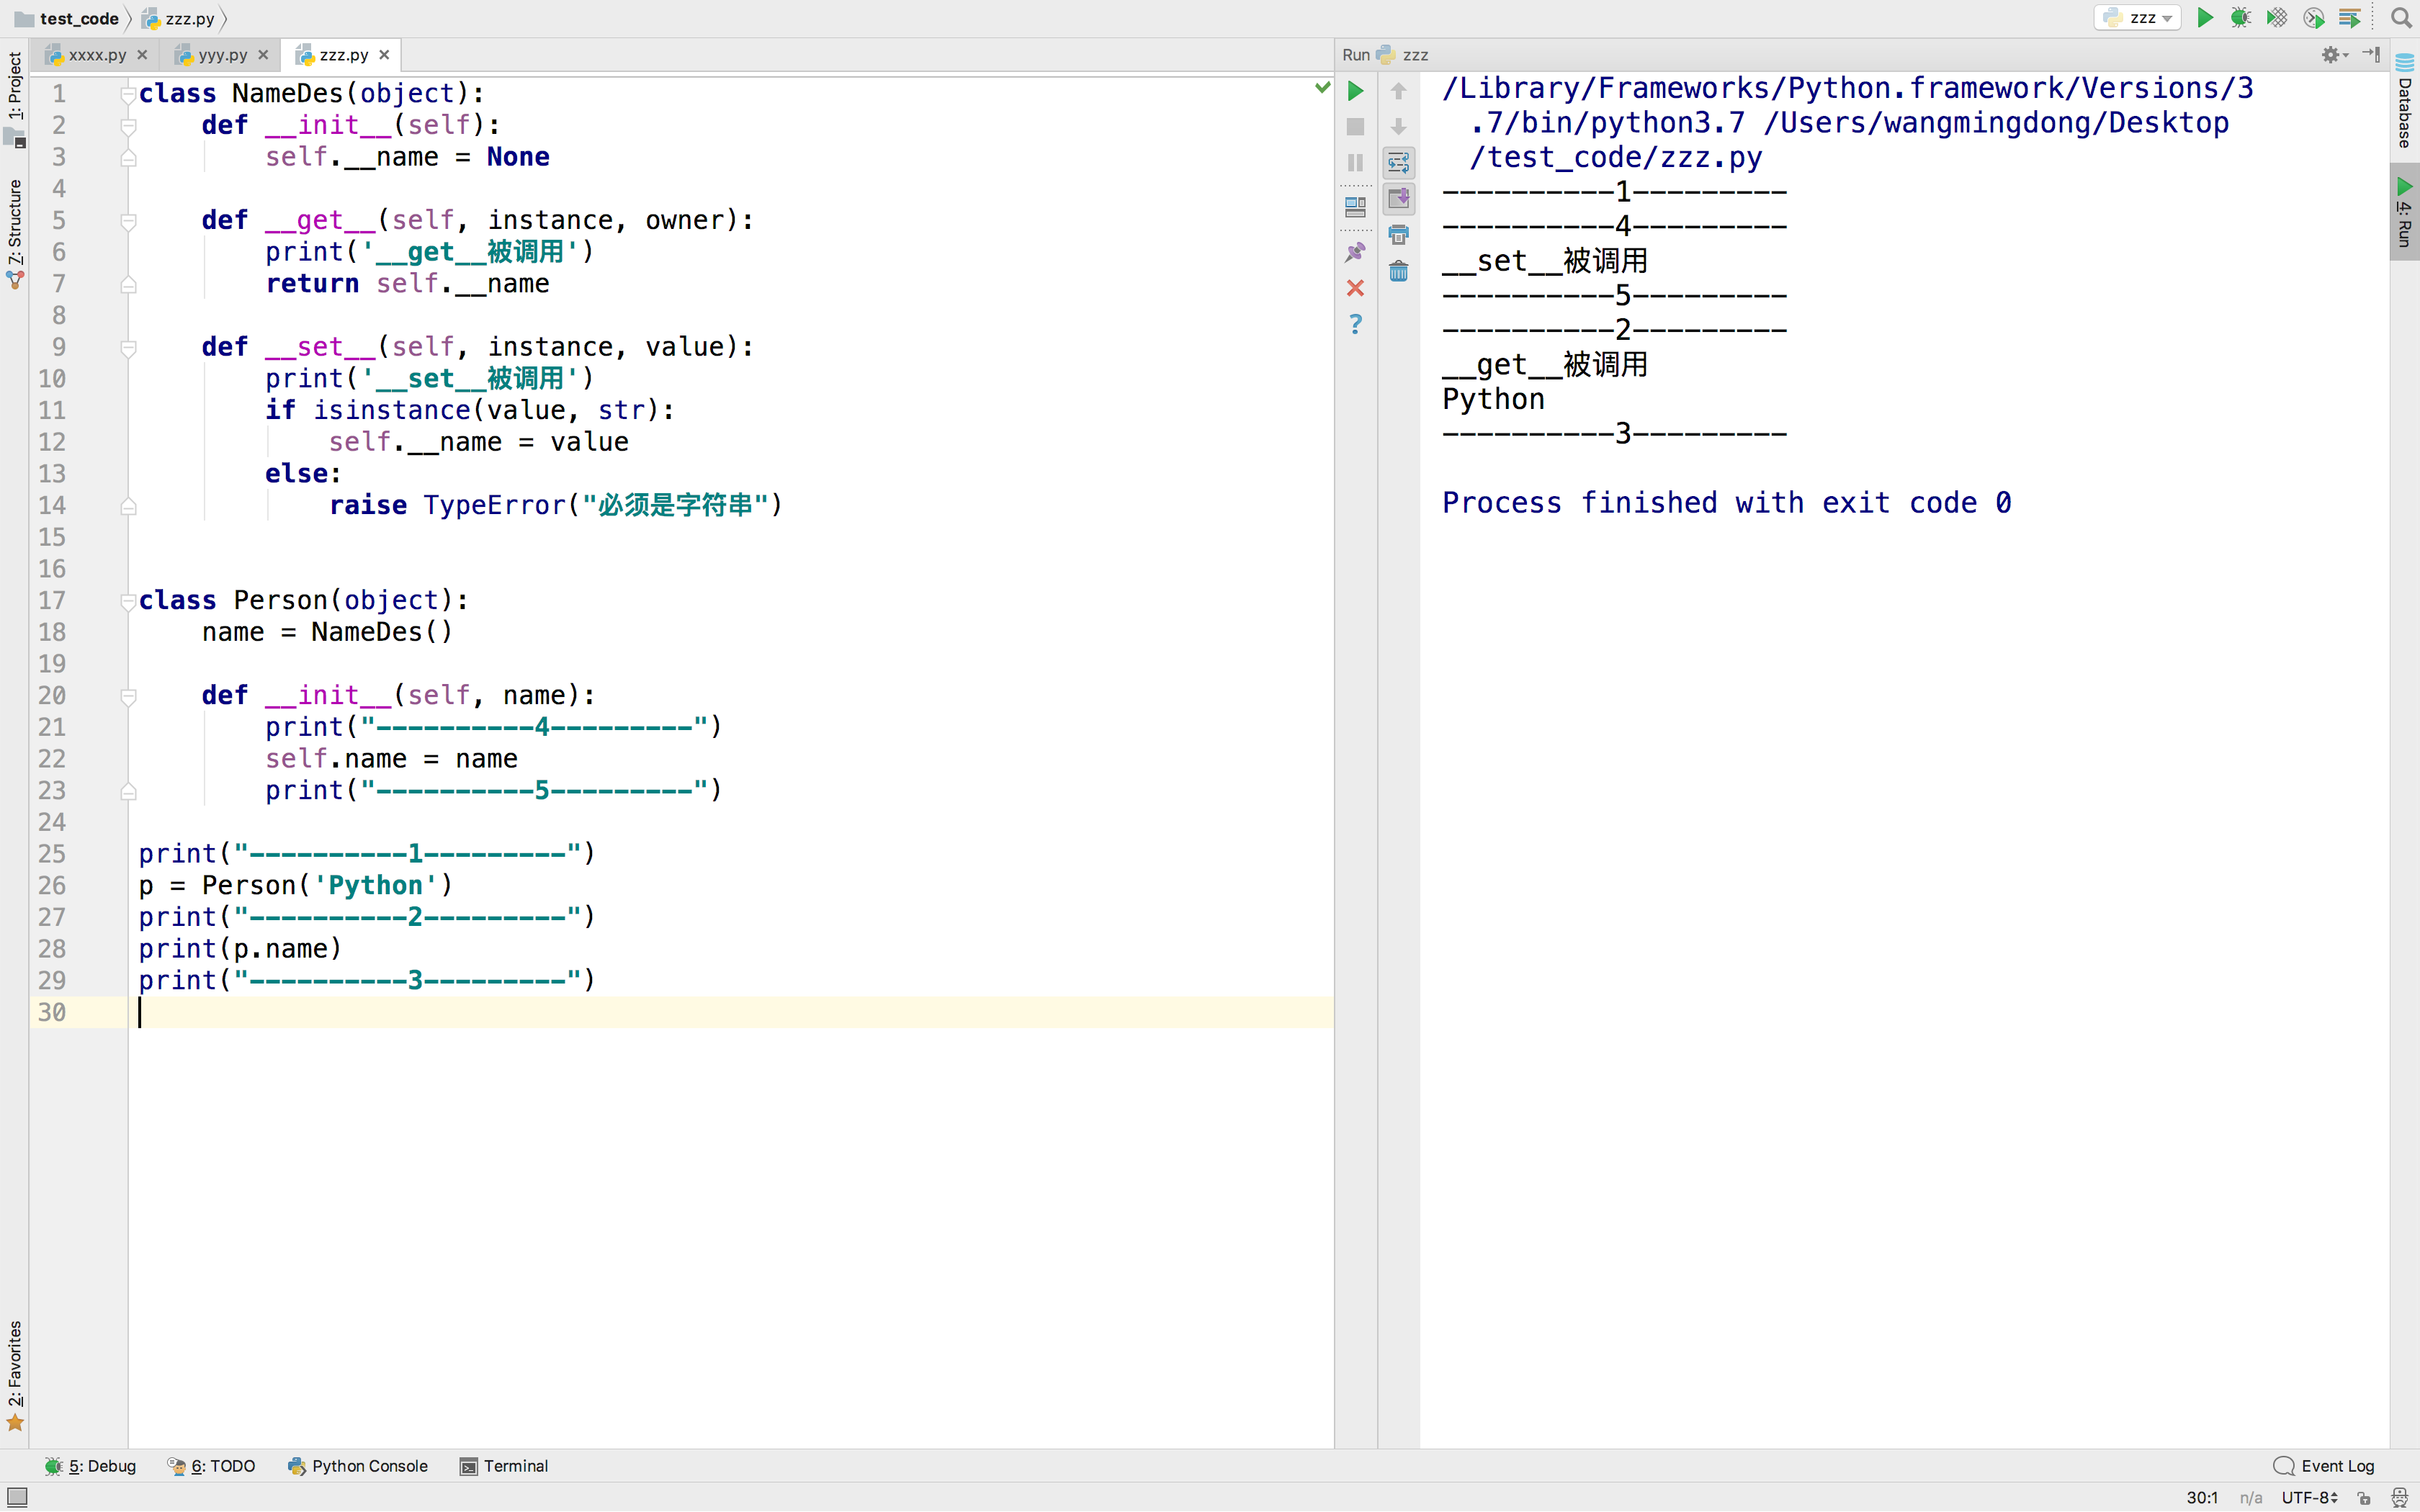 test_code zzz.py
zzz
xxxx.py yyy.py zzz.py
Run zzz
1: Project
7: Structure
2: Favorites
1 class NameDes(object):
2     def __init__(self):
3         self.__name = None
4
5     def __get__(self, instance, owner):
6         print('__get__被调用')
7         return self.__name
8
9     def __set__(self, instance, value):
10         print('__set__被调用')
11         if isinstance(value, str):
12             self.__name = value
13         else:
14             raise TypeError("必须是字符串")
15
16
17 class Person(object):
18     name = NameDes()
19
20     def __init__(self, name):
21         print("----------4---------")
22         self.name = name
23         print("----------5---------")
24
25 print("----------1---------")
26 p = Person('Python')
27 print("----------2---------")
28 print(p.name)
29 print("----------3---------")
30
/Library/Frameworks/Python.framework/Versions/3
.7/bin/python3.7 /Users/wangmingdong/Desktop
/test_code/zzz.py
----------1---------
----------4---------
__set__被调用
----------5---------
----------2---------
__get__被调用
Python
----------3---------
Process finished with exit code 0
Database
4: Run
5: Debug 6: TODO Python Console Terminal
Event Log
30:1 n/a UTF-8